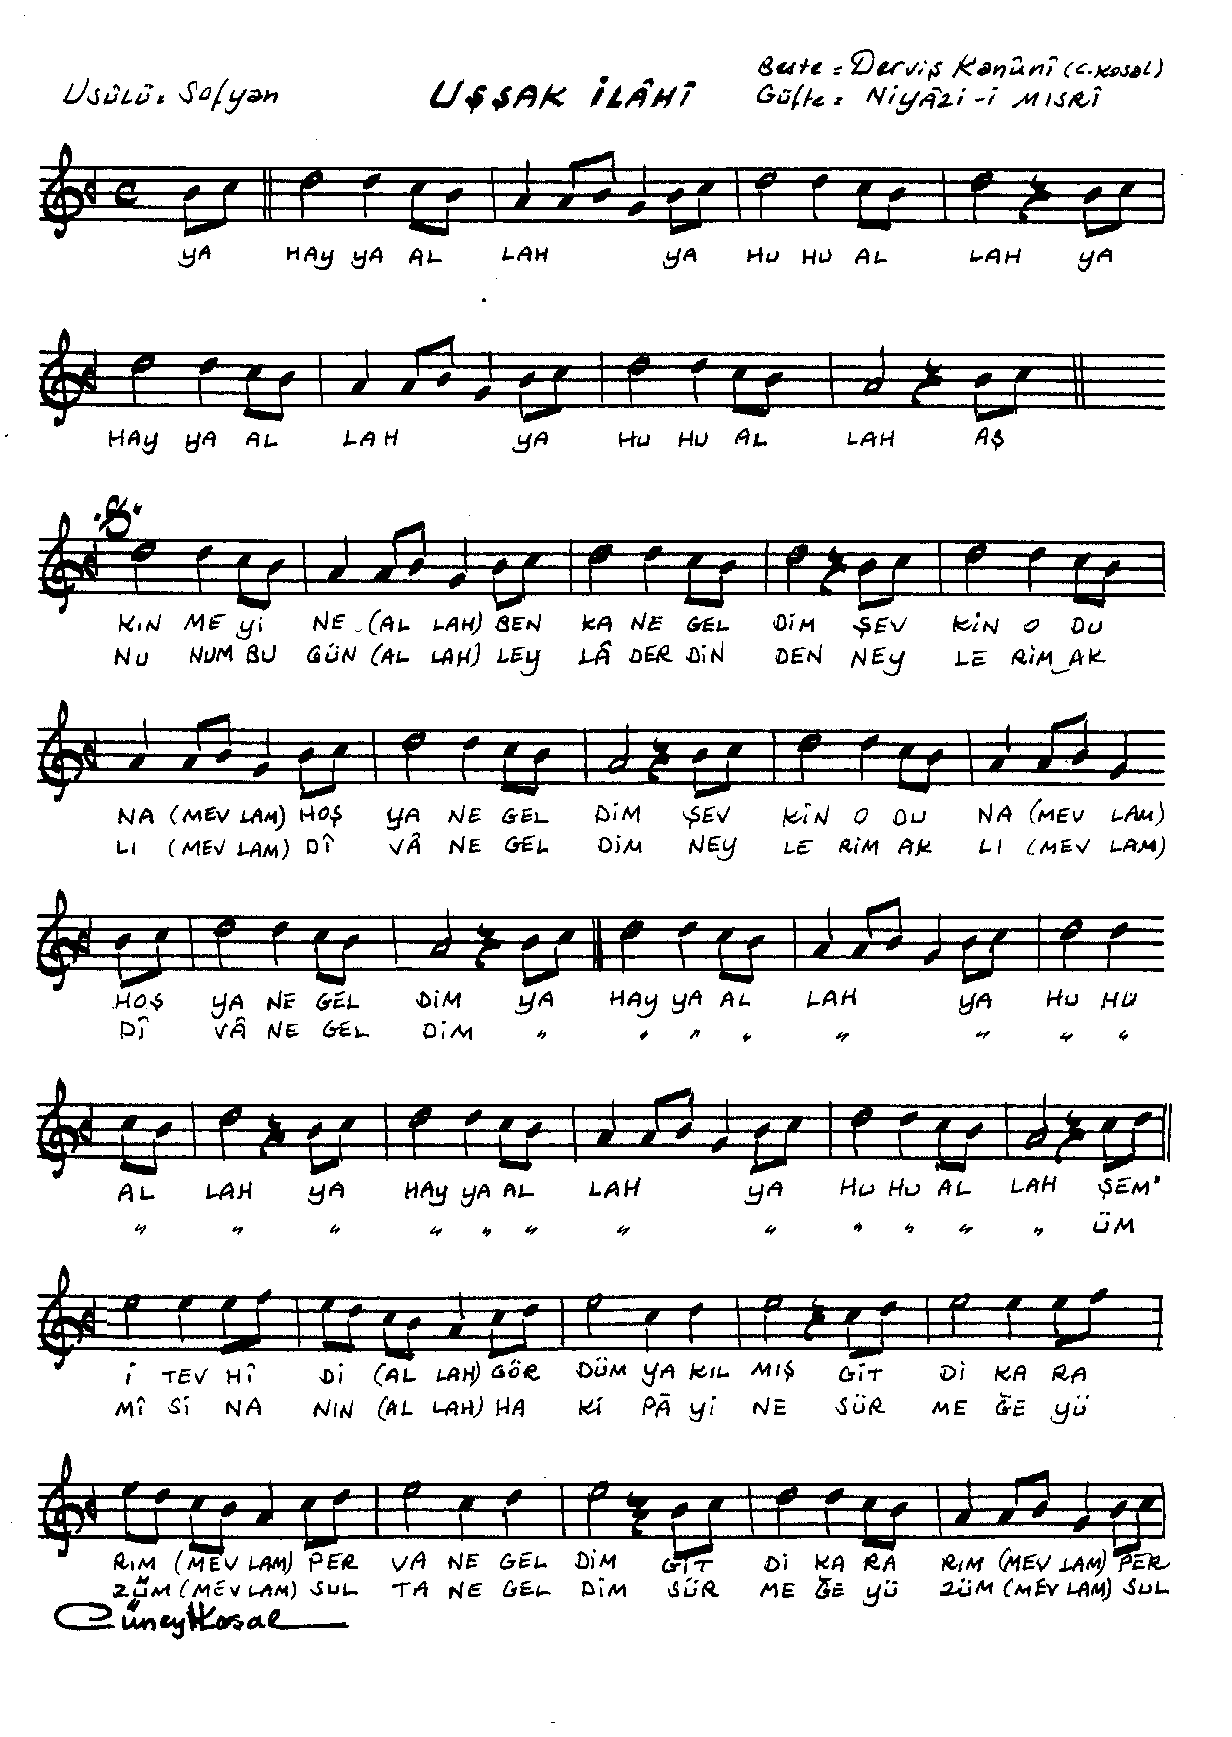 Beste = Derviş Kanûnî (C. Kosal)
Usûlü: Sofyan UŞŞAK İLÂHÎ Güfte = Niyâzi-i MISRÎ
YA HAY YA AL LAH YA HU HU AL LAH YA
HAY YA AL LAH YA HU HU AL LAH AŞ
KIN ME Yİ NE (AL LAH) BEN KA NE GEL DİM ŞEV KİN O DU
NU NUM BU GÜN (AL LAH) LEY LÂ DER DİN DEN NEY LE RİM AK
NA (MEV LAM) HOŞ YA NE GEL DİM ŞEV KİN O DU NA (MEV LAM)
LI (MEV LAM) DÎ VÂ NE GEL DİM NEY LE RİM AK LI (MEV LAM)
HOŞ YA NE GEL DİM YA HAY YA AL LAH YA HU HU
DÎ VÂ NE GEL DİM " " " " " " " "
AL LAH YA HAY YA AL LAH YA HU HU AL LAH ŞEM'
" " " " " " " " " " " " ÜM
İ TEV HÎ Dİ (AL LAH) GÖR DÜM YA KIL MIŞ GİT Dİ KA RA
MÎ Sİ NA NIN (AL LAH) HA Kİ PÂ Yİ NE SÜR ME ĞE YÜ
RIM (MEV LAM) PER VA NE GEL DİM GİT Dİ KA RA RIM (MEV LAM) PER
ZÜM (MEV LAM) SUL TA NE GEL DİM SÜR ME ĞE YÜ ZÜM (MEV LAM) SUL
Cüneyt Kosal